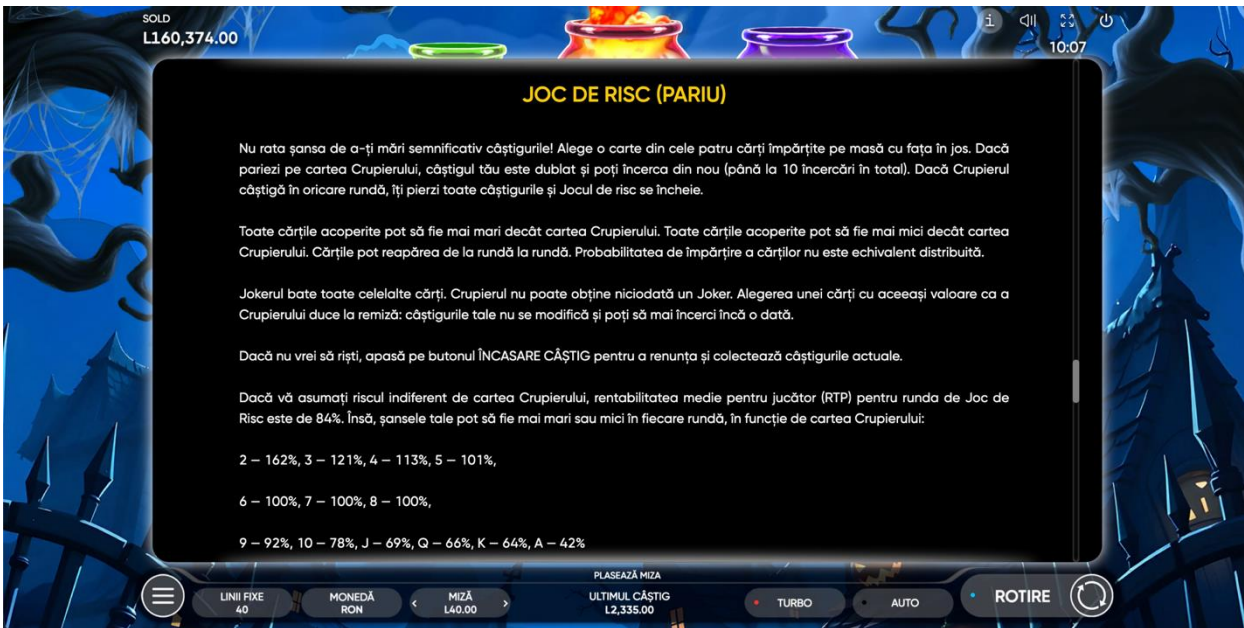 SOLD
L160,374.00
10:07
JOC DE RISC (PARIU)
Nu rata șansa de a-ți mări semnificativ câștigurile! Alege o carte din cele patru cărți împărțite pe masă cu fața în jos. Dacă
pariezi pe cartea Crupierului, câștigul tău este dublat și poți încerca din nou (până la 10 încercări în total). Dacă Crupierul
câștigă în oricare rundă, îți pierzi toate câștigurile și Jocul de risc se încheie.
Toate cărțile acoperite pot să fie mai mari decât cartea Crupierului. Toate cărțile acoperite pot să fie mai mici decât cartea
Crupierului. Cărțile pot reapărea de la rundă la rundă. Probabilitatea de împărțire a cărților nu este echivalent distribuită.
Jokerul bate toate celelalte cărți. Crupierul nu poate obține niciodată un Joker. Alegerea unei cărți cu aceeași valoare ca a
Crupierului duce la remiză: câștigurile tale nu se modifică și poți să mai încerci încă o dată.
Dacă nu vrei să riști, apasă pe butonul ÎNCASARE CÂȘTIG pentru a renunța și colectează câștigurile actuale.
Dacă vă asumați riscul indiferent de cartea Crupierului, rentabilitatea medie pentru jucător (RTP) pentru runda de Joc de
Risc este de 84%. Însă, șansele tale pot să fie mai mari sau mici în fiecare rundă, în funcție de cartea Crupierului:
2 – 162%, 3 – 121%, 4 – 113%, 5 – 101%,
6 – 100%, 7 – 100%, 8 – 100%,
9 – 92%, 10 – 78%, J – 69%, Q – 66%, K – 64%, A – 42%
PLASEAZĂ MIZA
LINII FIXE
40
MONEDĂ
RON
MIZĂ
L40.00
ULTIMUL CÂȘTIG
L2,335.00
TURBO
AUTO
ROTIRE